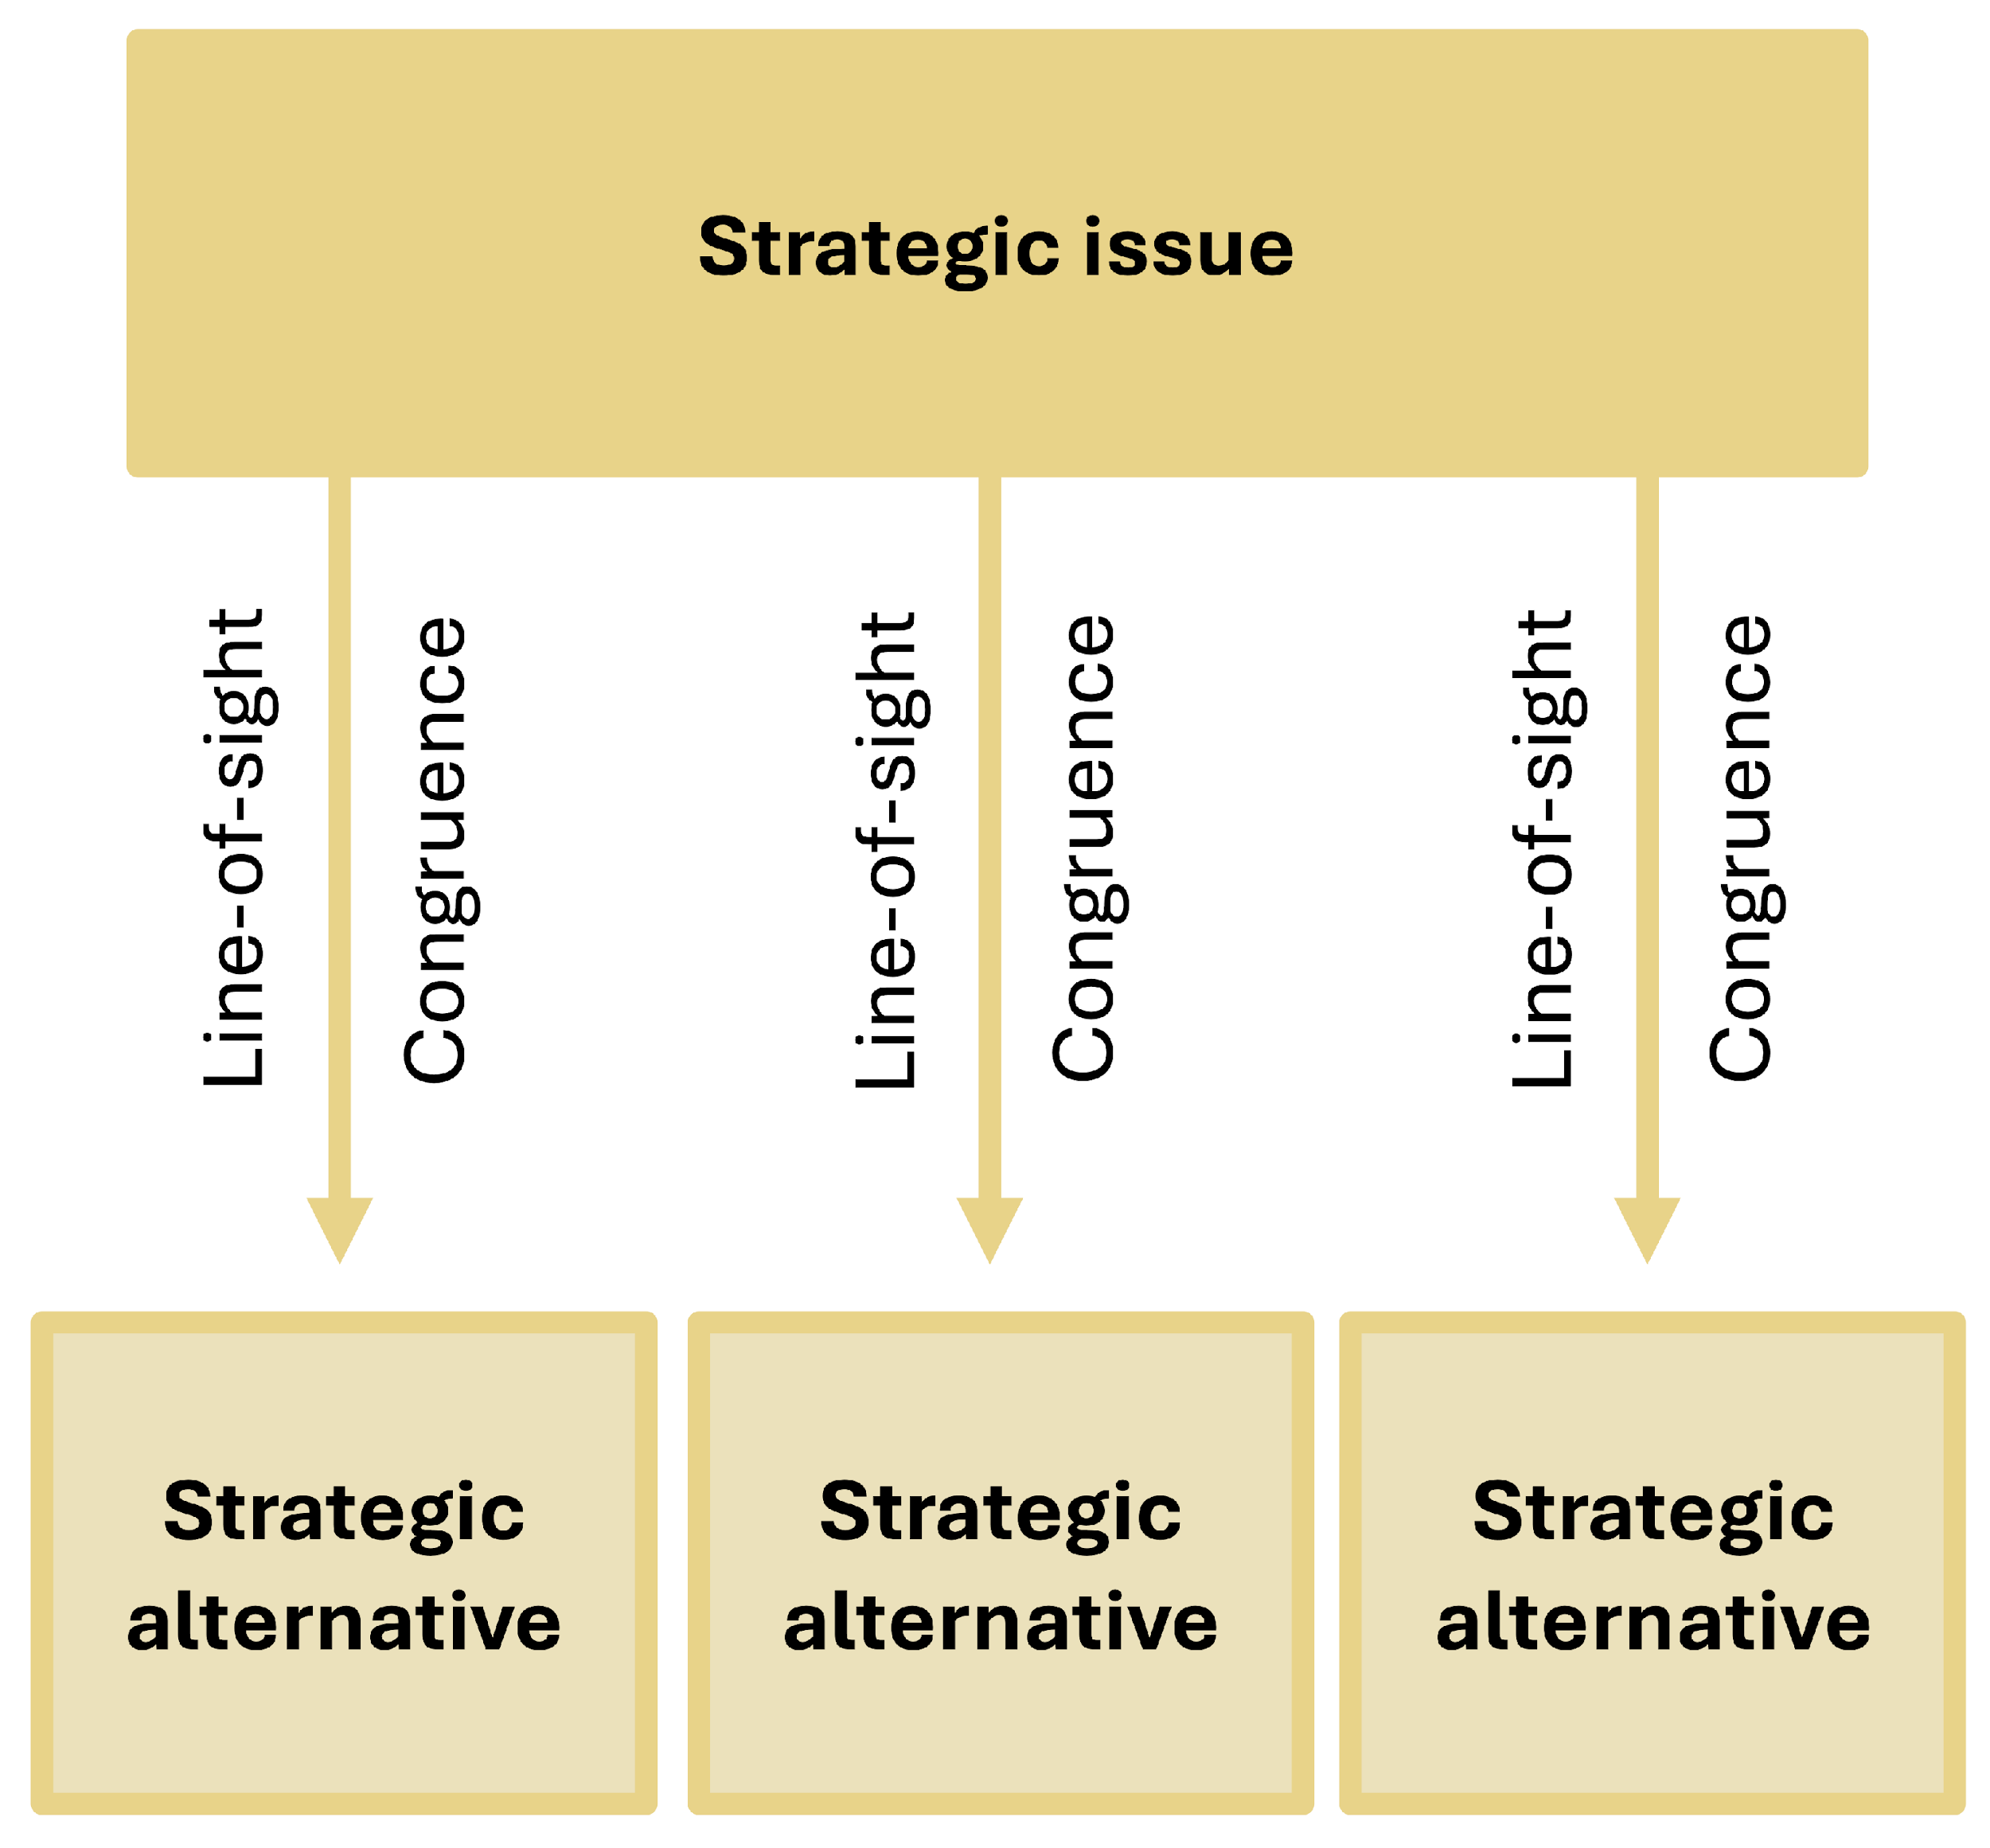 Strategic issue
Line-of-sight
Congruence
Line-of-sight
Congruence
Line-of-sight
Congruence
Strategic
alternative
Strategic
alternative
Strategic
alternative